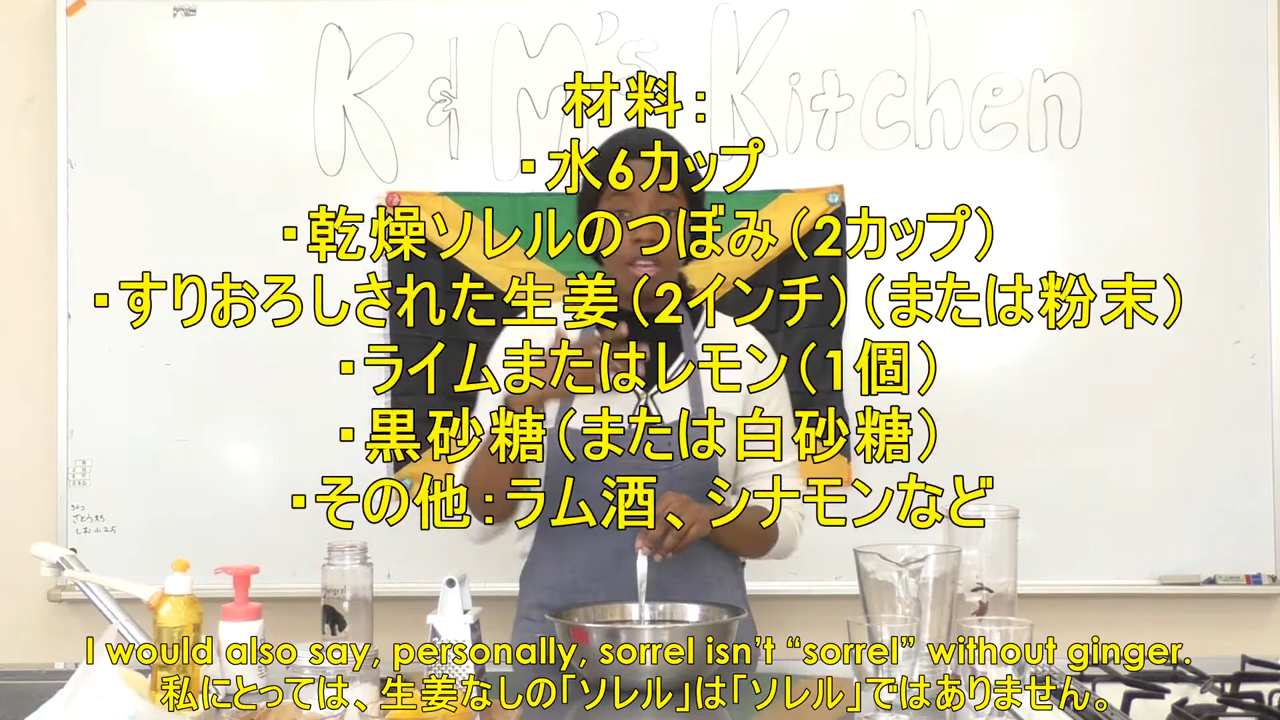 K & M's Kitchen
材料：
・水6カップ
・乾燥ソレルのつぼみ（2カップ）
・すりおろしされた生姜（2インチ）（または粉末）
・ライムまたはレモン（1個）
・黒砂糖（または白砂糖）
・その他：ラム酒、シナモンなど
I would also say, personally, sorrel isn't “sorrel” without ginger.
私にとっては、生姜なしの「ソレル」は「ソレル」ではありません。